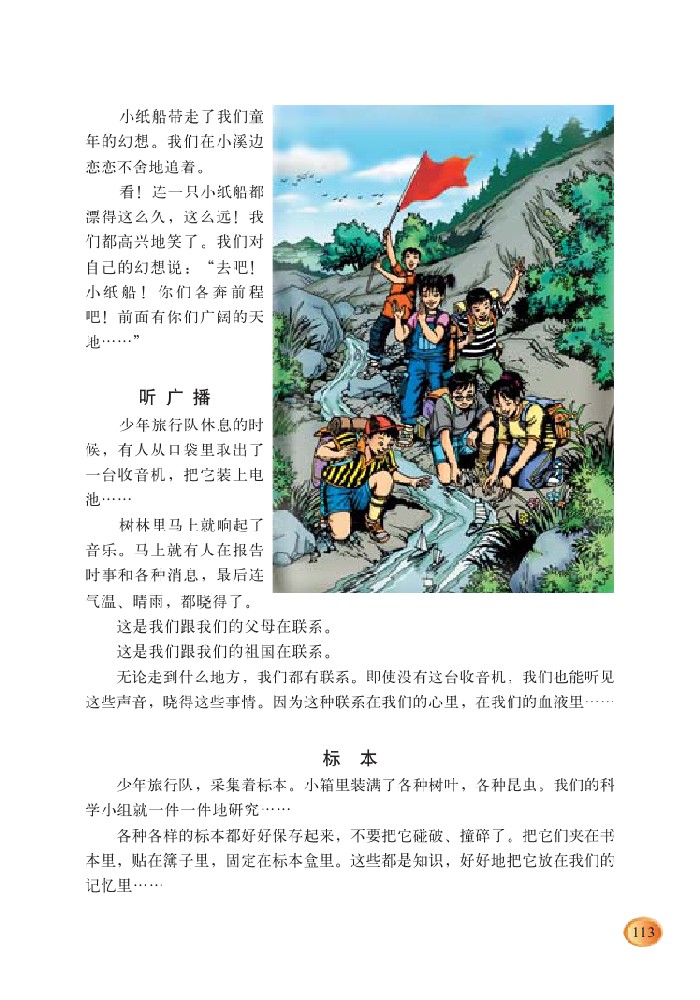 小纸船带走了我们童
年的幻想。我们在小溪边
恋恋不舍地追着。
看！连一只小纸船都
漂得这么久，这么远！我
们都高兴地笑了。我们对
自己的幻想说：“去吧！
小纸船！你们各奔前程
吧！前面有你们广阔的天
地……”
听 广 播
少年旅行队休息的时
候，有人从口袋里取出了
一台收音机，把它装上电
池……
树林里马上就响起了
音乐。马上就有人在报告
时事和各种消息，最后连
气温、晴雨，都晓得了。
这是我们跟我们的父母在联系。
这是我们跟我们的祖国在联系。
无论走到什么地方，我们都有联系。即使没有这台收音机，我们也能听见
这些声音，晓得这些事情。因为这种联系在我们的心里，在我们的血液里……
标 本
少年旅行队，采集着标本。小箱里装满了各种树叶，各种昆虫。我们的科
学小组就一件一件地研究……
各种各样的标本都好好保存起来，不要把它碰破、撞碎了。把它们夹在书
本里，贴在簿子里，固定在标本盒里。这些都是知识，好好地把它放在我们的
记忆里……
113